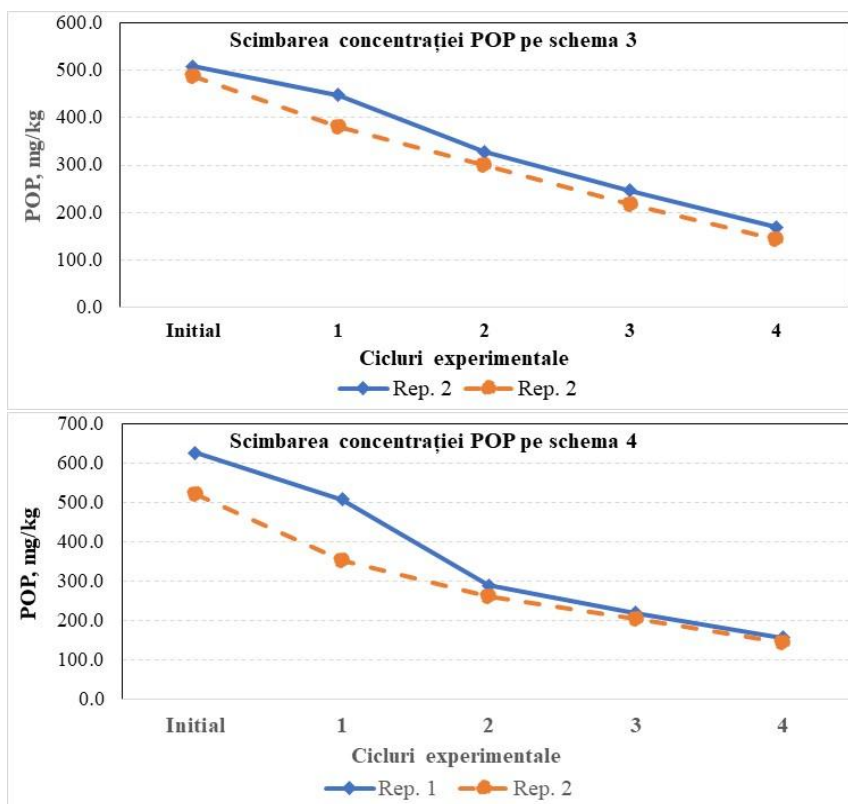 Scimbarea concentrației POP pe schema 3
600.0
500.0
400.0
300.0
200.0
100.0
0.0
POP, mg/kg
Initial 1 2 3 4
Cicluri experimentale
Rep. 2 Rep. 2
Scimbarea concentrației POP pe schema 4
700.0
600.0
500.0
400.0
300.0
200.0
100.0
0.0
POP, mg/kg
Initial 1 2 3 4
Cicluri experimentale
Rep. 1 Rep. 2